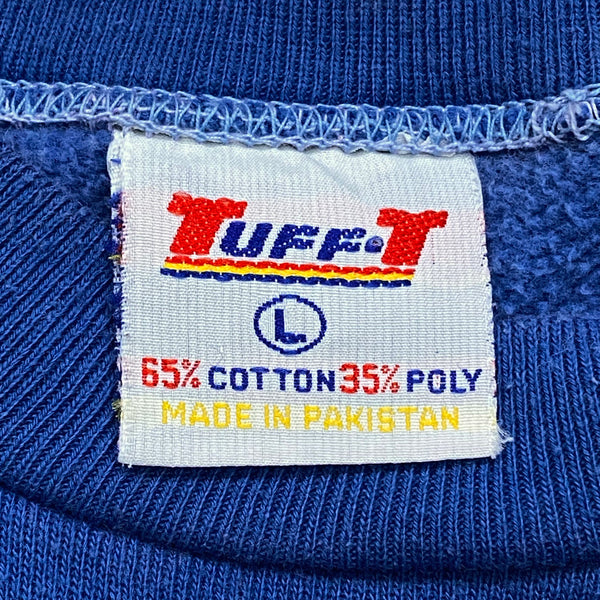 TUFF-T
L
65% COTTON 35% POLY
MADE IN PAKISTAN